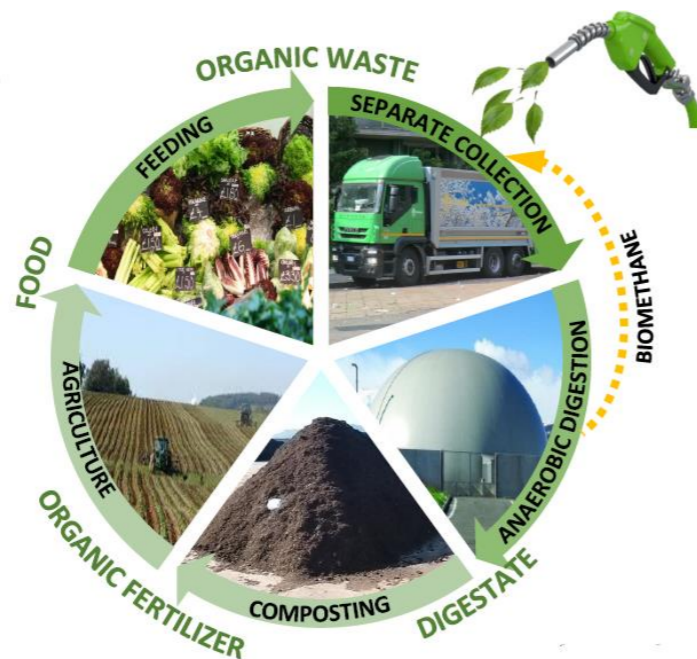 ORGANIC WASTE
SEPARATE COLLECTION
BIOMETHANE
ANAEROBIC DIGESTION
DIGESTATE
COMPOSTING
ORGANIC FERTILIZER
AGRICULTURE
FOOD
FEEDING